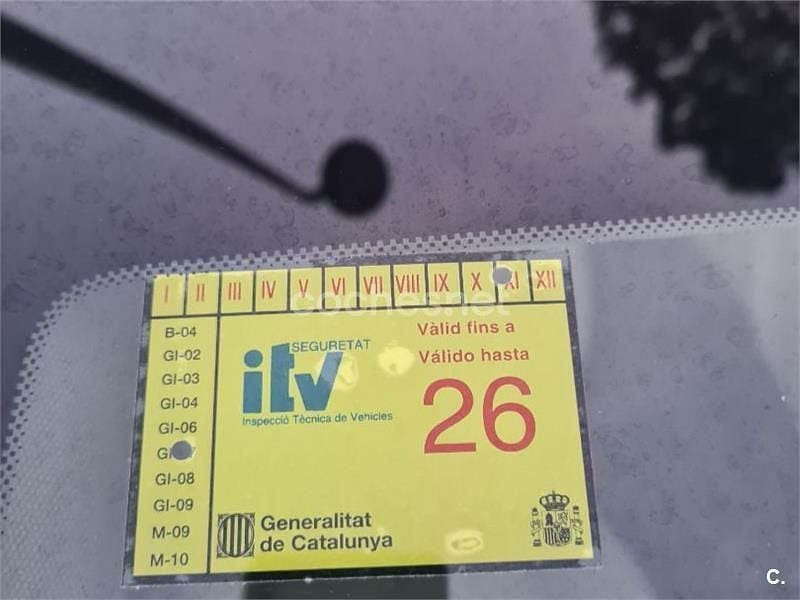 I II III IV V VI VII VIII IX X XI XII
coches.net
B-04
GI-02
GI-03
GI-04
GI-06
GI-08
GI-09
M-09
M-10
SEGURETAT
itv
Inspecció Tècnica de Vehicles
Vàlid fins a
Válido hasta
26
Generalitat
de Catalunya
C.